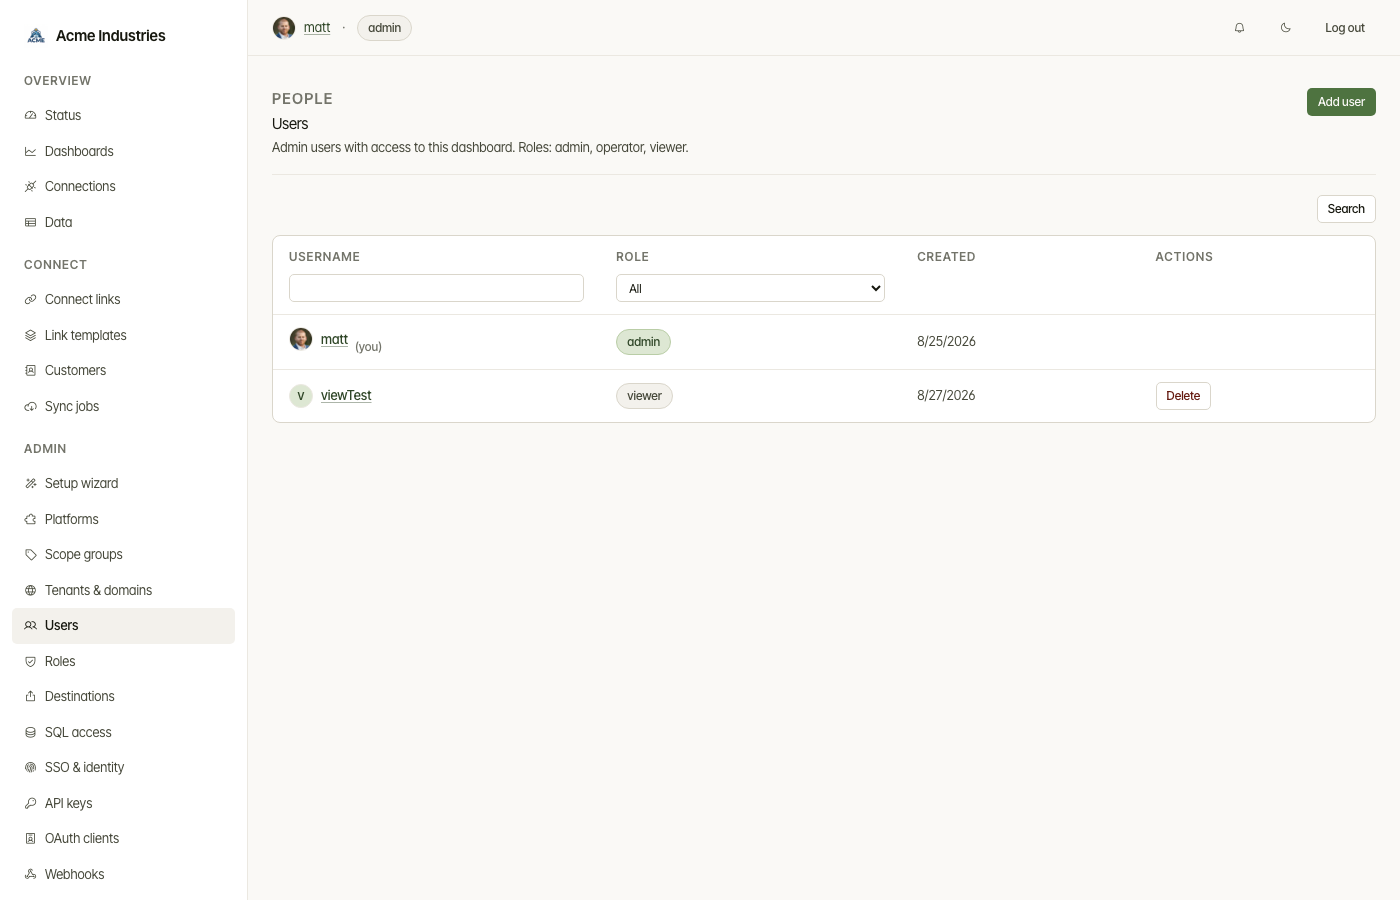 ACME
Acme Industries
OVERVIEW
Status
Dashboards
Connections
Data
CONNECT
Connect links
Link templates
Customers
Sync jobs
ADMIN
Setup wizard
Platforms
Scope groups
Tenants & domains
Users
Roles
Destinations
SQL access
SSO & identity
API keys
OAuth clients
Webhooks
matt · admin
Log out
PEOPLE
Add user
Users
Admin users with access to this dashboard. Roles: admin, operator, viewer.
Search
USERNAME ROLE CREATED ACTIONS
All
matt (you) admin 8/25/2026
V viewTest viewer 8/27/2026 Delete